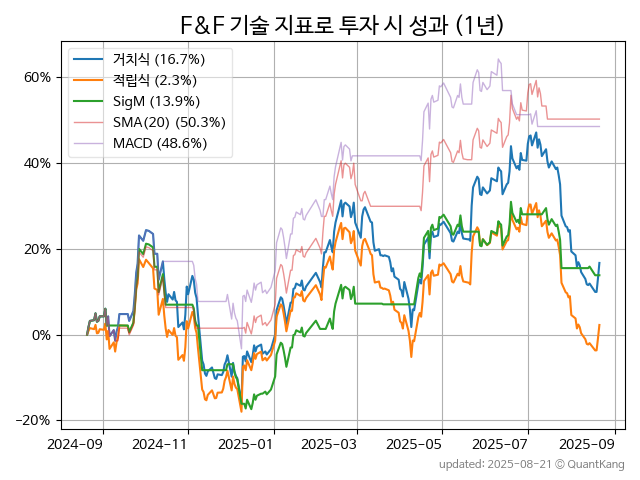 F&F 기술 지표로 투자 시 성과 (1년)
거치식 (16.7%)
적립식 (2.3%)
SigM (13.9%)
SMA(20) (50.3%)
MACD (48.6%)
60%
40%
20%
0%
−20%
2024-09 2024-11 2025-01 2025-03 2025-05 2025-07 2025-09
updated: 2025-08-21 © QuantKang